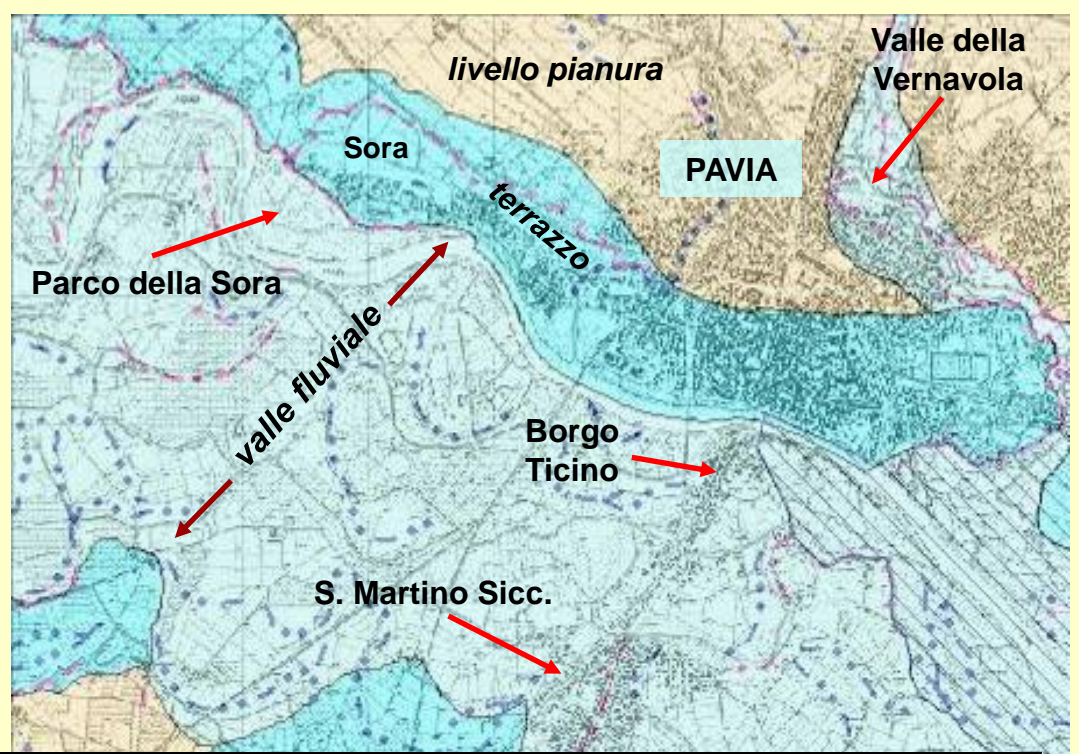 Valle della
Vernavola
livello pianura
Sora
PAVIA
terrazzo
Parco della Sora
valle fluviale
Borgo
Ticino
S. Martino Sicc.